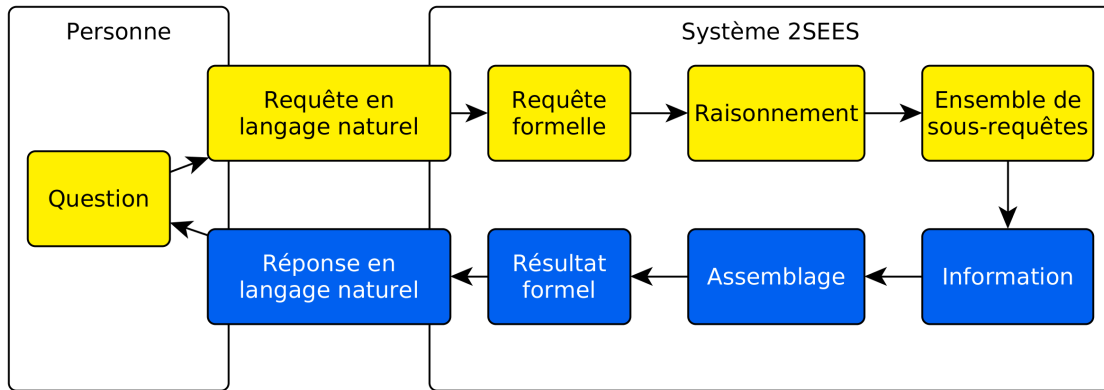 Personne
Système 2SEES
Requête en
langage naturel
Requête
formelle
Raisonnement
Ensemble de
sous-requêtes
Question
Réponse en
langage naturel
Résultat
formel
Assemblage
Information